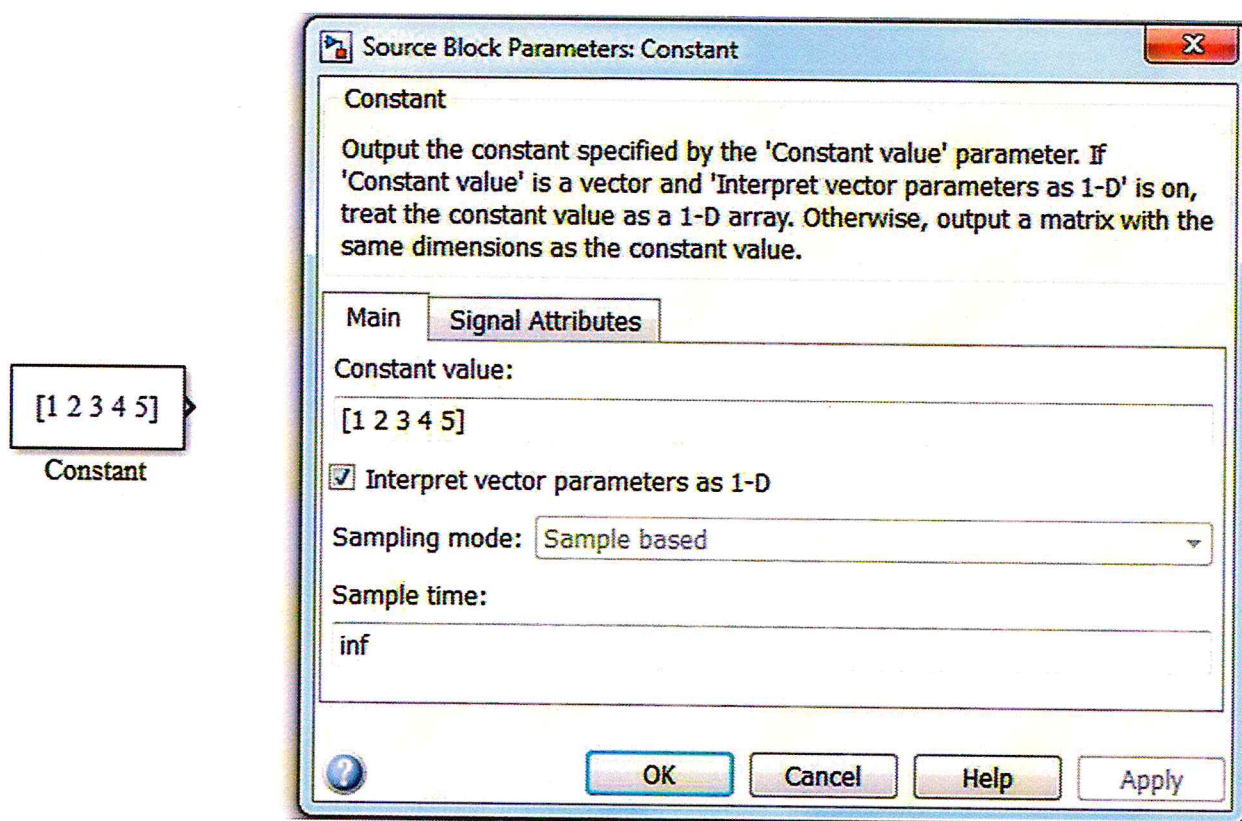 Source Block Parameters: Constant
Constant
Output the constant specified by the 'Constant value' parameter. If
'Constant value' is a vector and 'Interpret vector parameters as 1-D' is on,
treat the constant value as a 1-D array. Otherwise, output a matrix with the
same dimensions as the constant value.
Main
Signal Attributes
Constant value:
[1 2 3 4 5]
Interpret vector parameters as 1-D
Sampling mode: Sample based
Sample time:
inf
OK
Cancel
Help
Apply
[1 2 3 4 5]
Constant